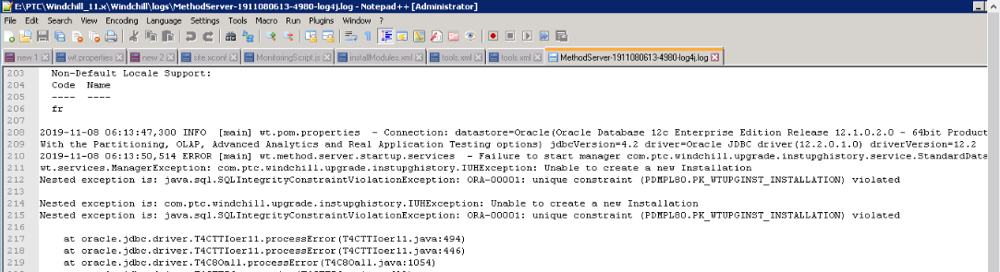 E:\PTC\Windchill_11.x\Windchill\logs\MethodServer-1911080613-4980-log4j.log - Notepad++ [Administrator]
File Edit Search View Encoding Language Settings Tools Macro Run Plugins Window ? X
new 1 wt.properties new 2 site.xconf MonitoringScript.js installModules.xml tools.xml tools.xml MethodServer-1911080613-4980-log4j.log
203 Non-Default Locale Support:
204 Code Name
205 ---- ----
206 fr
207
208 2019-11-08 06:13:47,300 INFO [main] wt.pom.properties - Connection: datastore=Oracle(Oracle Database 12c Enterprise Edition Release 12.1.0.2.0 - 64bit Product
209 With the Partitioning, OLAP, Advanced Analytics and Real Application Testing options) jdbcVersion=4.2 driver=Oracle JDBC driver(12.2.0.1.0) driverVersion=12.2
210 2019-11-08 06:13:50,514 ERROR [main] wt.method.server.startup.services - Failure to start manager com.ptc.windchill.upgrade.instupghistory.service.StandardData
211 wt.services.ManagerException: com.ptc.windchill.upgrade.instupghistory.IUHException: Unable to create a new Installation
212 Nested exception is: java.sql.SQLIntegrityConstraintViolationException: ORA-00001: unique constraint (PDMPL80.PK_WTUPGINST_INSTALLATION) violated
213
214 Nested exception is: com.ptc.windchill.upgrade.instupghistory.IUHException: Unable to create a new Installation
215 Nested exception is: java.sql.SQLIntegrityConstraintViolationException: ORA-00001: unique constraint (PDMPL80.PK_WTUPGINST_INSTALLATION) violated
216
217 at oracle.jdbc.driver.T4CTTIoer11.processError(T4CTTIoer11.java:494)
218 at oracle.jdbc.driver.T4CTTIoer11.processError(T4CTTIoer11.java:446)
219 at oracle.jdbc.driver.T4C8Oall.processError(T4C8Oall.java:1054)